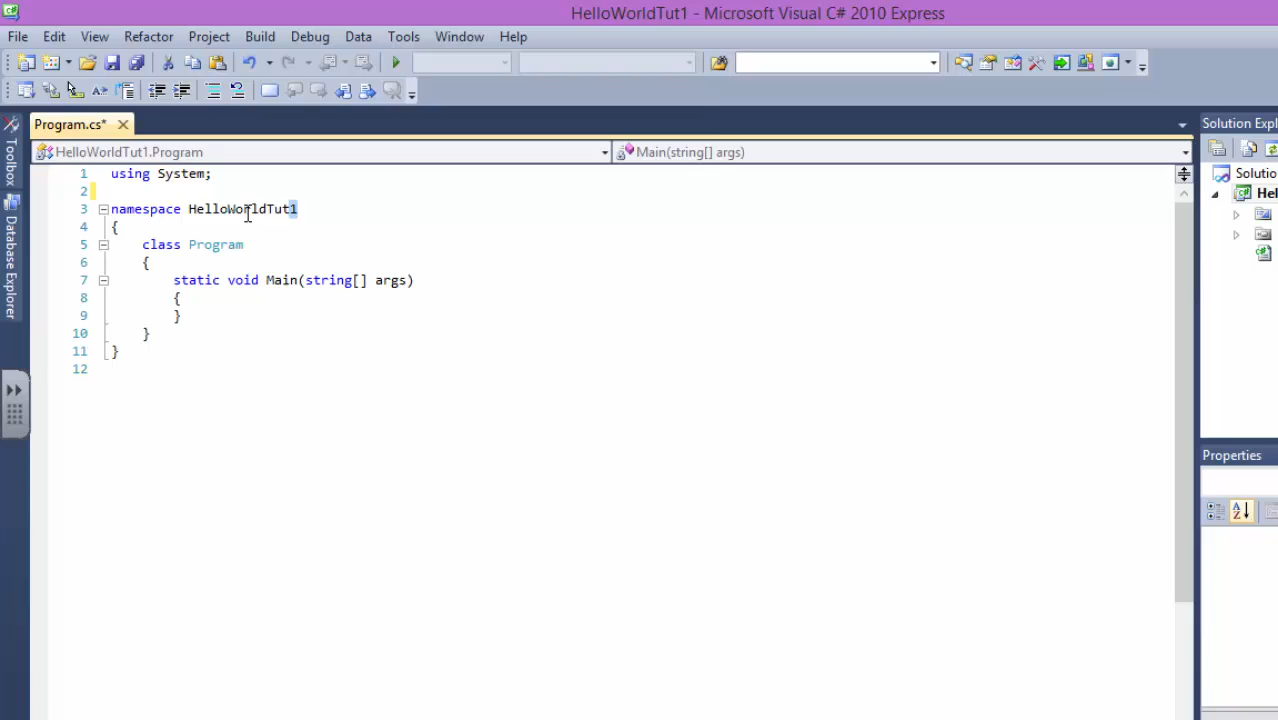 HelloWorldTut1 - Microsoft Visual C# 2010 Express
File Edit View Refactor Project Build Debug Data Tools Window Help
Program.cs*
Solution Expl
HelloWorldTut1.Program
Main(string[] args)
Toolbox
Database Explorer
Solutio
Hel
1 using System;
2
3 namespace HelloWorldTut1
4 {
5 class Program
6 {
7 static void Main(string[] args)
8 {
9 }
10 }
11 }
12
Properties